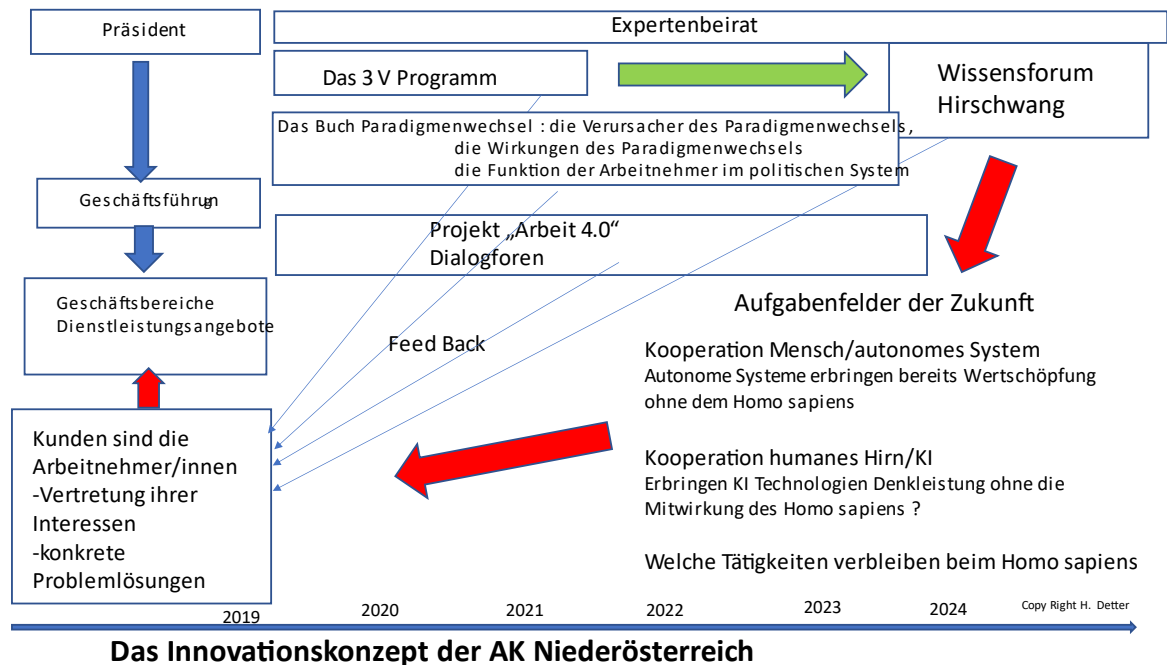 Präsident
Expertenbeirat
Das 3 V Programm
Wissensforum
Hirschwang
Das Buch Paradigmenwechsel : die Verursacher des Paradigmenwechsels ,
die Wirkungen des Paradigmenwechsels
die Funktion der Arbeitnehmer im politischen System
Geschäftsführung
Projekt „Arbeit 4.0“
Dialogforen
Geschäftsbereiche
Dienstleistungsangebote
Feed Back
Aufgabenfelder der Zukunft
Kooperation Mensch/autonomes System
Autonome Systeme erbringen bereits Wertschöpfung
ohne dem Homo sapiens
Kooperation humanes Hirn/KI
Erbringen KI Technologien Denkleistung ohne die
Mitwirkung des Homo sapiens ?
Welche Tätigkeiten verbleiben beim Homo sapiens
Kunden sind die
Arbeitnehmer/innen
-Vertretung ihrer
Interessen
-konkrete
Problemlösungen
2019
2020
2021
2022
2023
2024
Copy Right H. Detter
Das Innovationskonzept der AK Niederösterreich